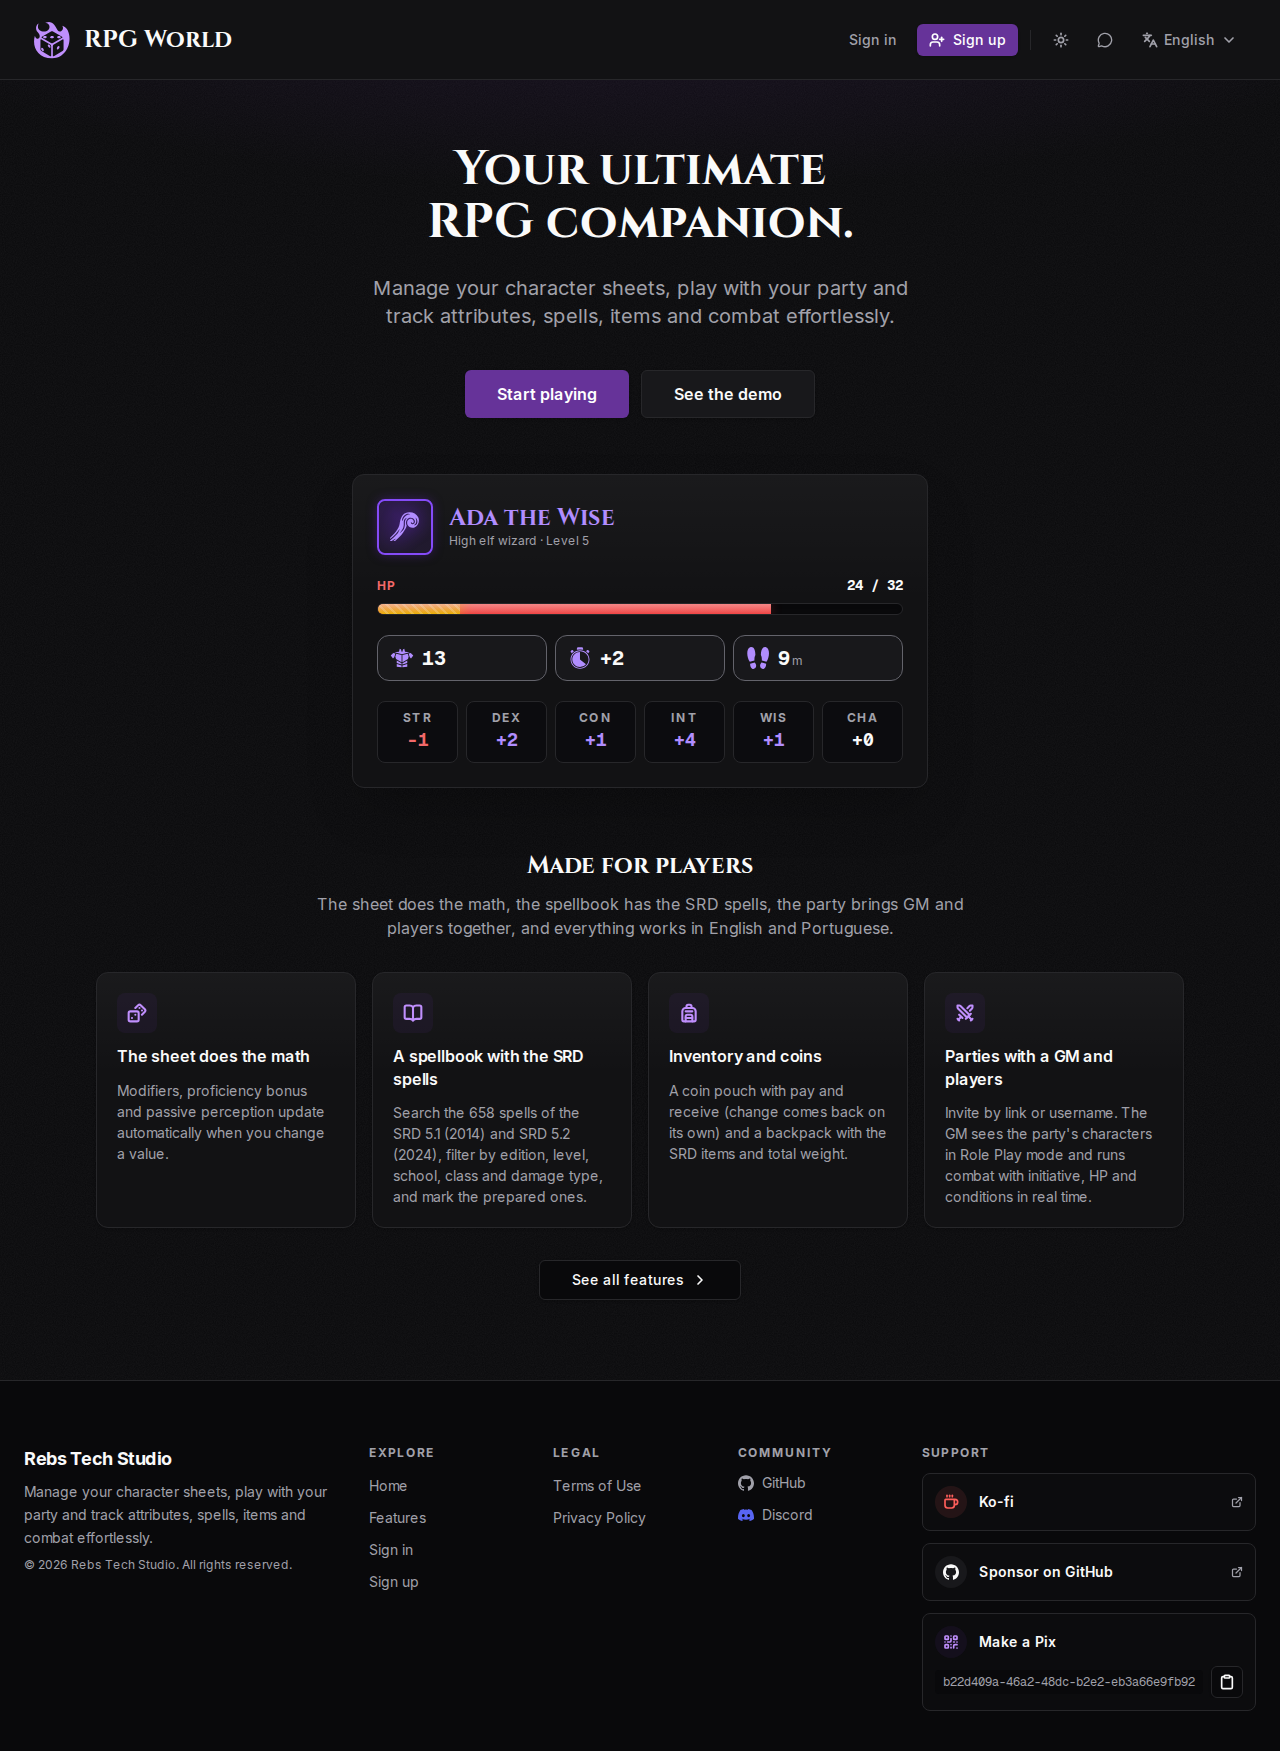 RPG World
Sign in
Sign up
English
Your ultimate
RPG companion.
Manage your character sheets, play with your party and
track attributes, spells, items and combat effortlessly.
Start playing
See the demo
Ada the Wise
High elf wizard · Level 5
HP
24 / 32
13
+2
9 m
STR
DEX
CON
INT
WIS
CHA
-1
+2
+1
+4
+1
+0
Made for players
The sheet does the math, the spellbook has the SRD spells, the party brings GM and
players together, and everything works in English and Portuguese.
The sheet does the math
Modifiers, proficiency bonus
and passive perception update
automatically when you change
a value.
A spellbook with the SRD
spells
Search the 658 spells of the
SRD 5.1 (2014) and SRD 5.2
(2024), filter by edition, level,
school, class and damage type,
and mark the prepared ones.
Inventory and coins
A coin pouch with pay and
receive (change comes back on
its own) and a backpack with the
SRD items and total weight.
Parties with a GM and
players
Invite by link or username. The
GM sees the party's characters
in Role Play mode and runs
combat with initiative, HP and
conditions in real time.
See all features
Rebs Tech Studio
Manage your character sheets, play with your
party and track attributes, spells, items and
combat effortlessly.
© 2026 Rebs Tech Studio. All rights reserved.
EXPLORE
Home
Features
Sign in
Sign up
LEGAL
Terms of Use
Privacy Policy
COMMUNITY
GitHub
Discord
SUPPORT
Ko-fi
Sponsor on GitHub
Make a Pix
b22d409a-46a2-48dc-b2e2-eb3a66e9fb92